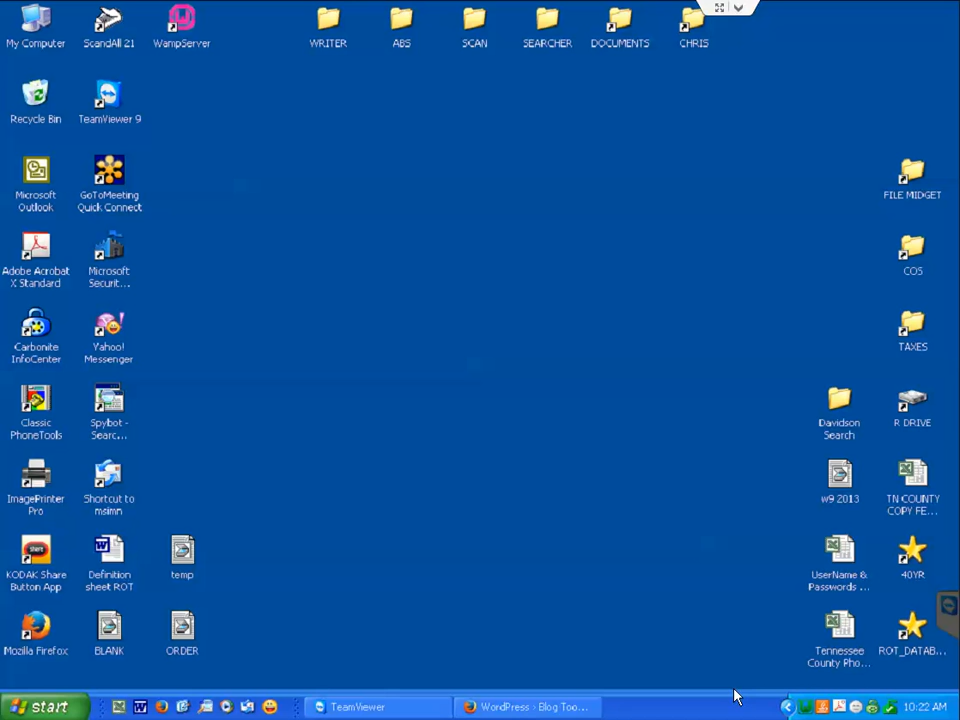 My Computer
ScandAll 21
WampServer
WRITER
ABS
SCAN
SEARCHER
DOCUMENTS
CHRIS
Recycle Bin
TeamViewer 9
Microsoft
Outlook
GoToMeeting
Quick Connect
FILE MIDGET
Adobe Acrobat
X Standard
Microsoft
Securit...
COS
Carbonite
InfoCenter
Yahoo!
Messenger
TAXES
Classic
PhoneTools
Spybot -
Searc...
Davidson
Search
R DRIVE
ImagePrinter
Pro
Shortcut to
msimn
w9 2013
TN COUNTY
COPY FE...
start
KODAK Share
Button App
Definition
sheet ROT
temp
UserName &
Passwords ...
40YR
Mozilla Firefox
BLANK
ORDER
Tennessee
County Pho...
ROT_DATAB...
start
TeamViewer
WordPress › Blog Too...
10:22 AM